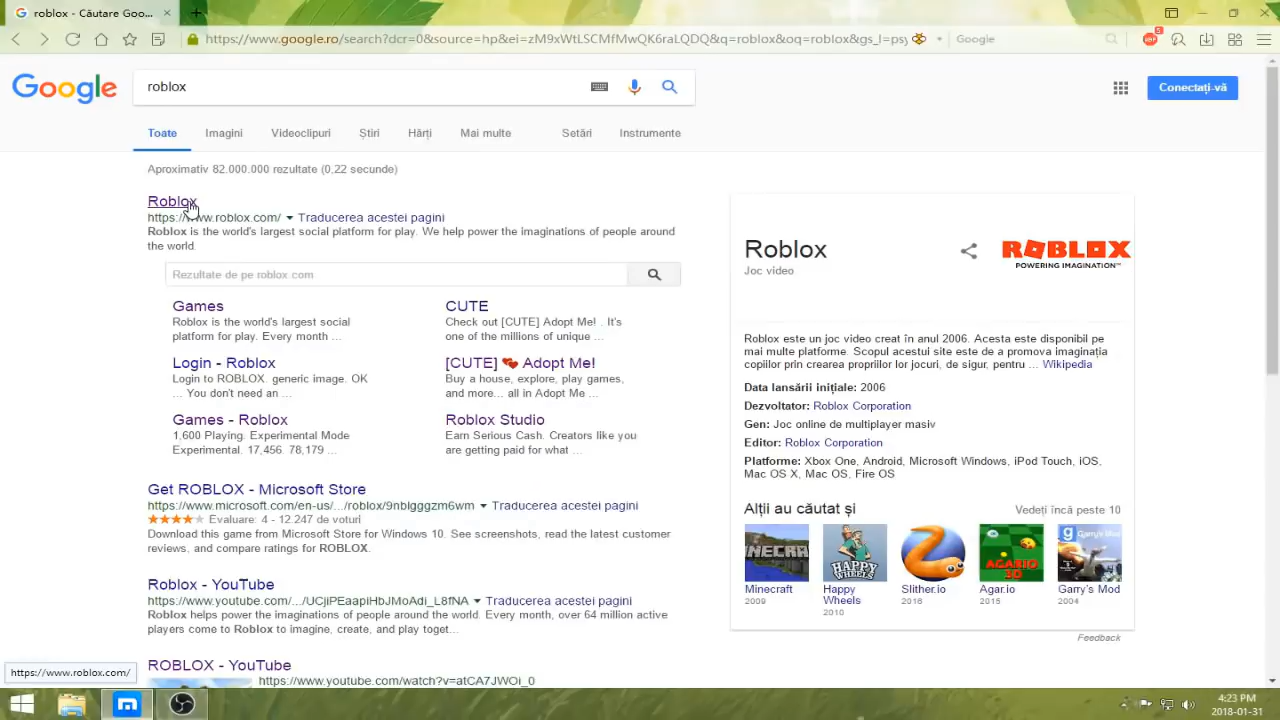 roblox - Căutare Goo...
https://www.google.ro/search?dcr=0&source=hp&ei=zM9xWtLSCMfMwQK6raLQDQ&q=roblox&oq=roblox&gs_l=psy
Google
5
Google
roblox
Conectați-vă
Toate Imagini Videoclipuri Știri Hărți Mai multe Setări Instrumente
Aproximativ 82.000.000 rezultate (0,22 secunde)
Roblox
https://www.roblox.com/ Traducerea acestei pagini
Roblox is the world's largest social platform for play. We help power the imaginations of people around
the world.
Rezultate de pe roblox.com
Games
Roblox is the world's largest social
platform for play. Every month ...
CUTE
Check out [CUTE] Adopt Me! . It's
one of the millions of unique ...
Login - Roblox
Login to ROBLOX. generic image. OK
... You don't need an ...
[CUTE] Adopt Me!
Buy a house, explore, play games,
and more... all in Adopt Me ...
Games - Roblox
1,600 Playing. Experimental Mode
Experimental. 17,456. 78,179 ...
Roblox Studio
Earn Serious Cash. Creators like you
are getting paid for what ...
Get ROBLOX - Microsoft Store
https://www.microsoft.com/en-us/.../roblox/9nblgggzm6wm Traducerea acestei pagini
Evaluare: 4 - 12.247 de voturi
Download this game from Microsoft Store for Windows 10. See screenshots, read the latest customer
reviews, and compare ratings for ROBLOX.
Roblox - YouTube
https://www.youtube.com/.../UCjiPEaapiHbJMoAdi_L8fNA Traducerea acestei pagini
Roblox helps power the imaginations of people around the world. Every month, over 64 million active
players come to Roblox to imagine, create, and play toget...
ROBLOX - YouTube
https://www.youtube.com/watch?v=atCA7JWOi_0
https://www.roblox.com/
Roblox
Joc video
ROBLOX
POWERING IMAGINATION™
Roblox este un joc video creat în anul 2006. Acesta este disponibil pe
mai multe platforme. Scopul acestui site este de a promova imaginația
copiilor prin crearea propriilor lor jocuri, de sigur, pentru ... Wikipedia
Data lansării inițiale: 2006
Dezvoltator: Roblox Corporation
Gen: Joc online de multiplayer masiv
Editor: Roblox Corporation
Platforme: Xbox One, Android, Microsoft Windows, iPod Touch, iOS,
Mac OS X, Mac OS, Fire OS
Alții au căutat și
Vedeți încă peste 10
MINECRA
HAPPY
WHEELS
AGARIO
3D
Garry's Mod
Minecraft
2009
Happy
Wheels
2010
Slither.io
2016
Agar.io
2015
Garry's Mod
2004
Feedback
4:23 PM
2018-01-31